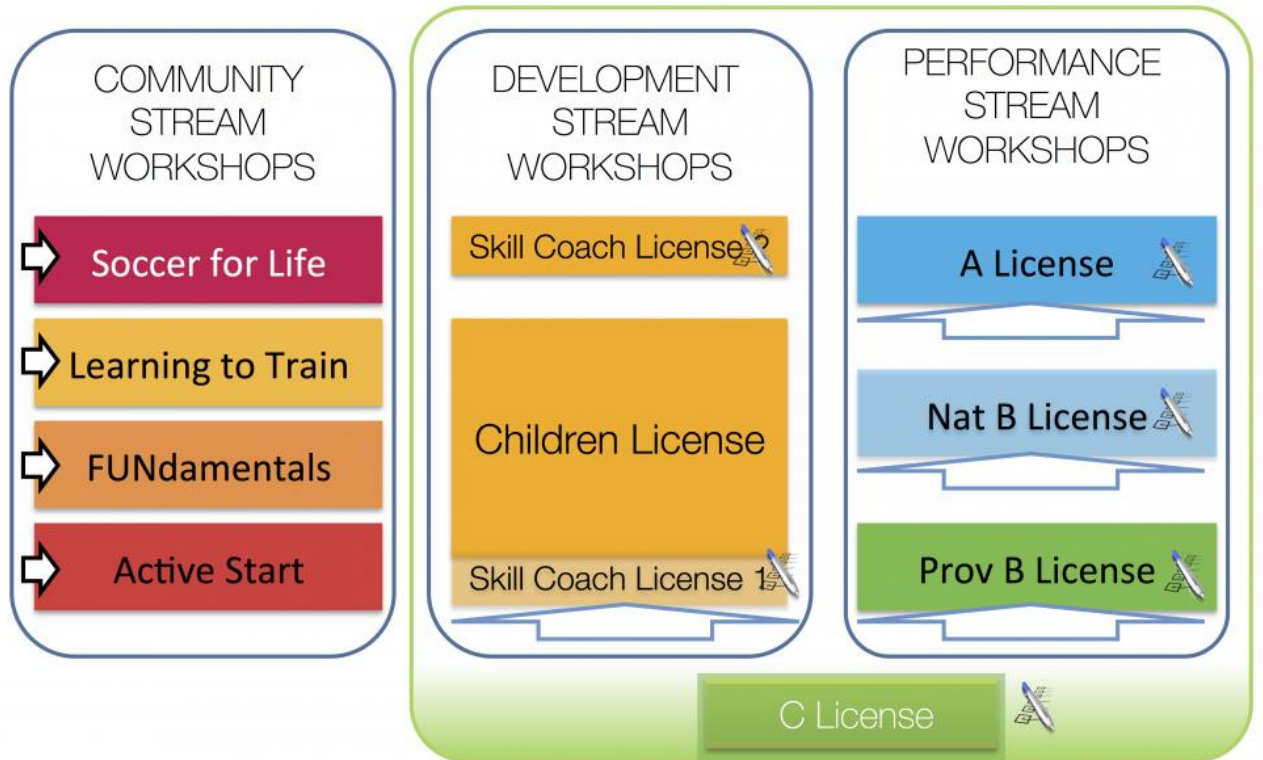 COMMUNITY
STREAM
WORKSHOPS
Soccer for Life
Learning to Train
FUNdamentals
Active Start
DEVELOPMENT
STREAM
WORKSHOPS
Skill Coach License 2
Children License
Skill Coach License 1
PERFORMANCE
STREAM
WORKSHOPS
A License
Nat B License
Prov B License
C License